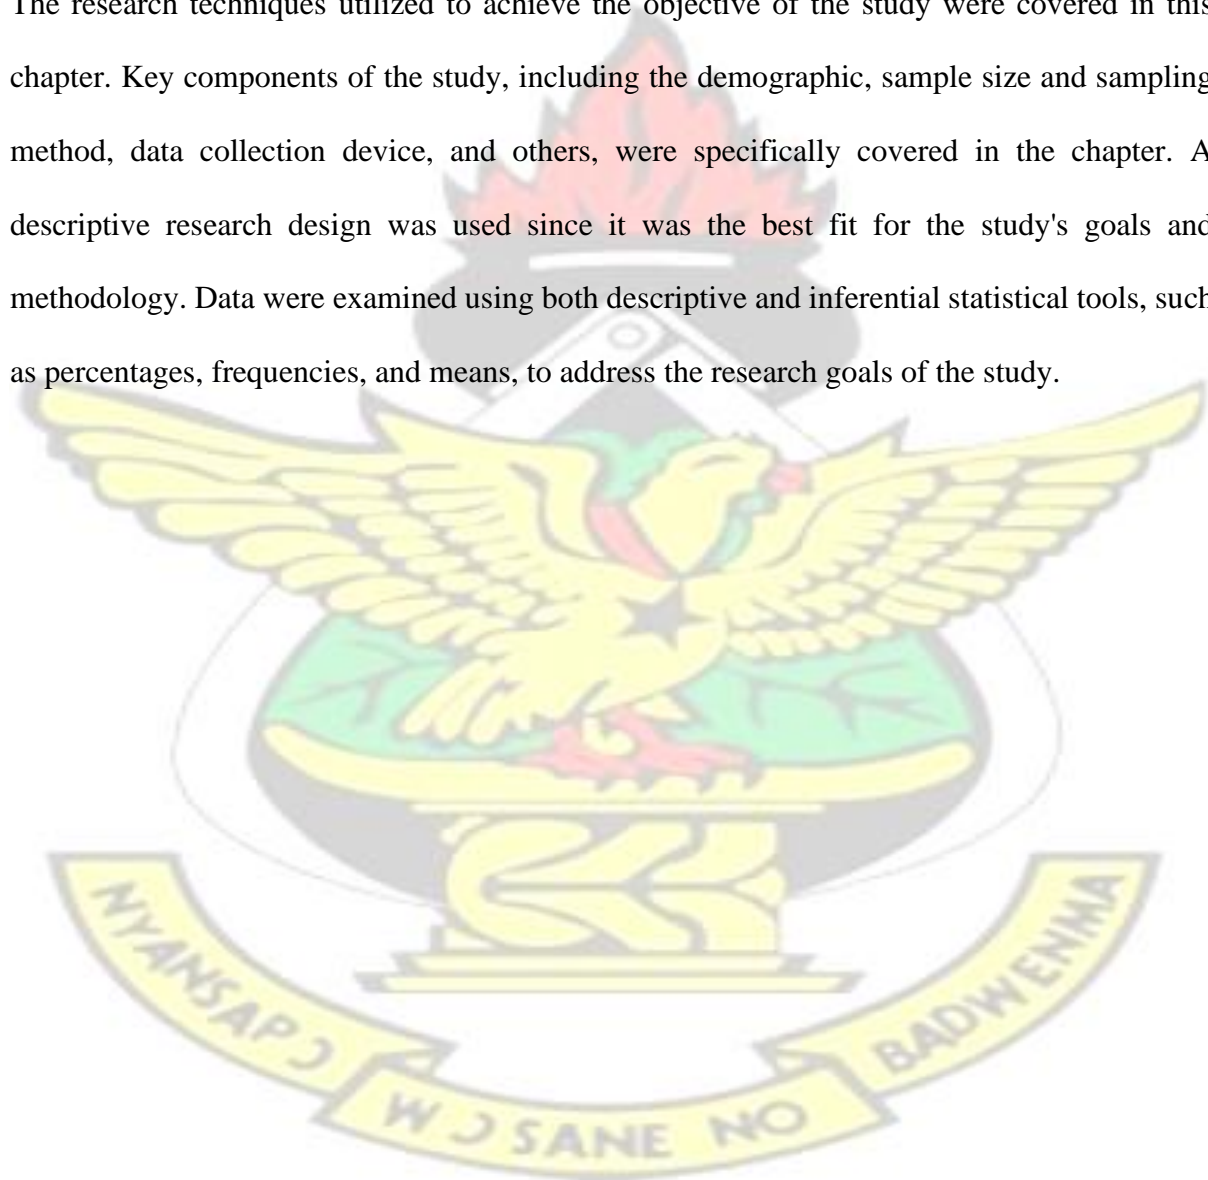 The research techniques utilized to achieve the objective of the study were covered in this
chapter. Key components of the study, including the demographic, sample size and sampling
method, data collection device, and others, were specifically covered in the chapter. A
descriptive research design was used since it was the best fit for the study's goals and
methodology. Data were examined using both descriptive and inferential statistical tools, such
as percentages, frequencies, and means, to address the research goals of the study.
NYANSAPƆ
WƆSANE NO
BADWENMA